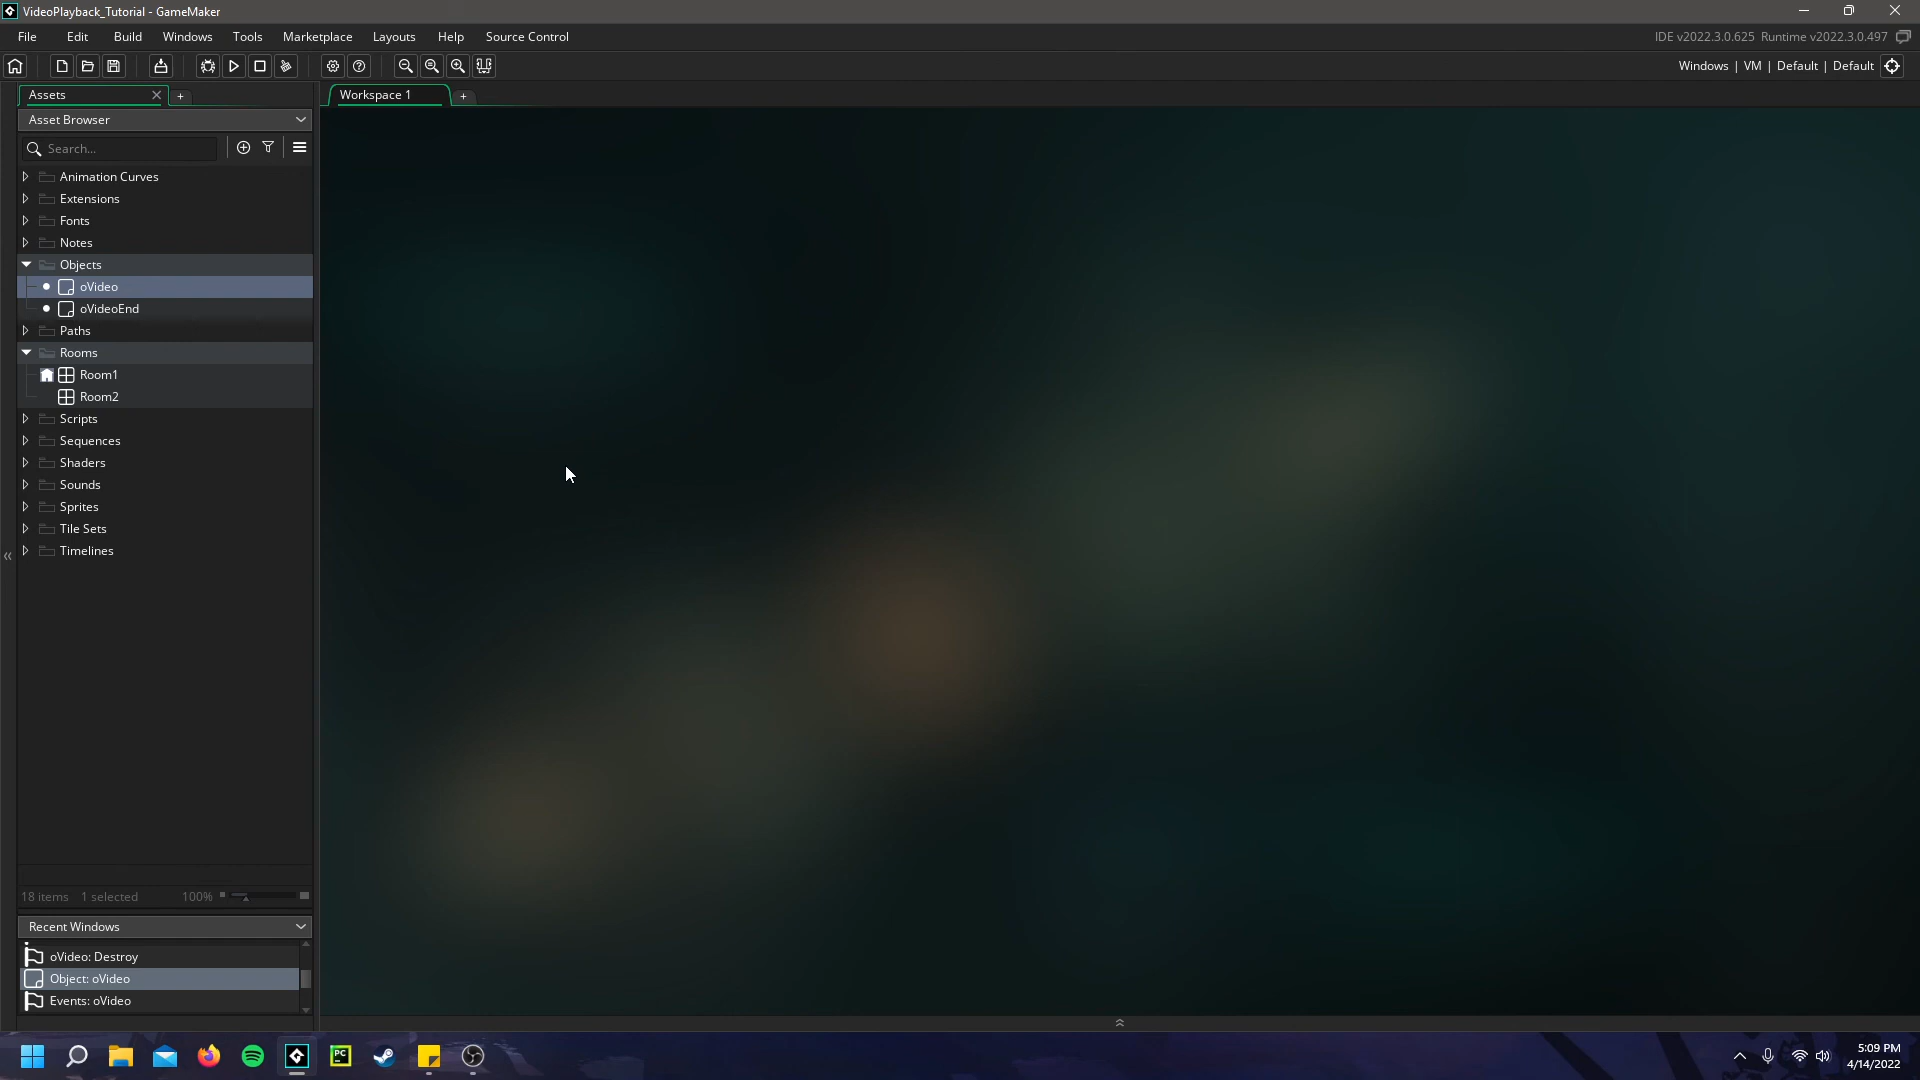 VideoPlayback_Tutorial - GameMaker
File Edit Build Windows Tools Marketplace Layouts Help Source Control
IDE v2022.3.0.625 Runtime v2022.3.0.497
Windows | VM | Default | Default
Assets
Workspace 1
Asset Browser
Search...
Animation Curves
Extensions
Fonts
Notes
Objects
oVideo
oVideoEnd
Paths
Rooms
Room1
Room2
Scripts
Sequences
Shaders
Sounds
Sprites
Tile Sets
Timelines
18 items 1 selected 100%
Recent Windows
oVideo: Destroy
Object: oVideo
Events: oVideo
PC
5:09 PM
4/14/2022